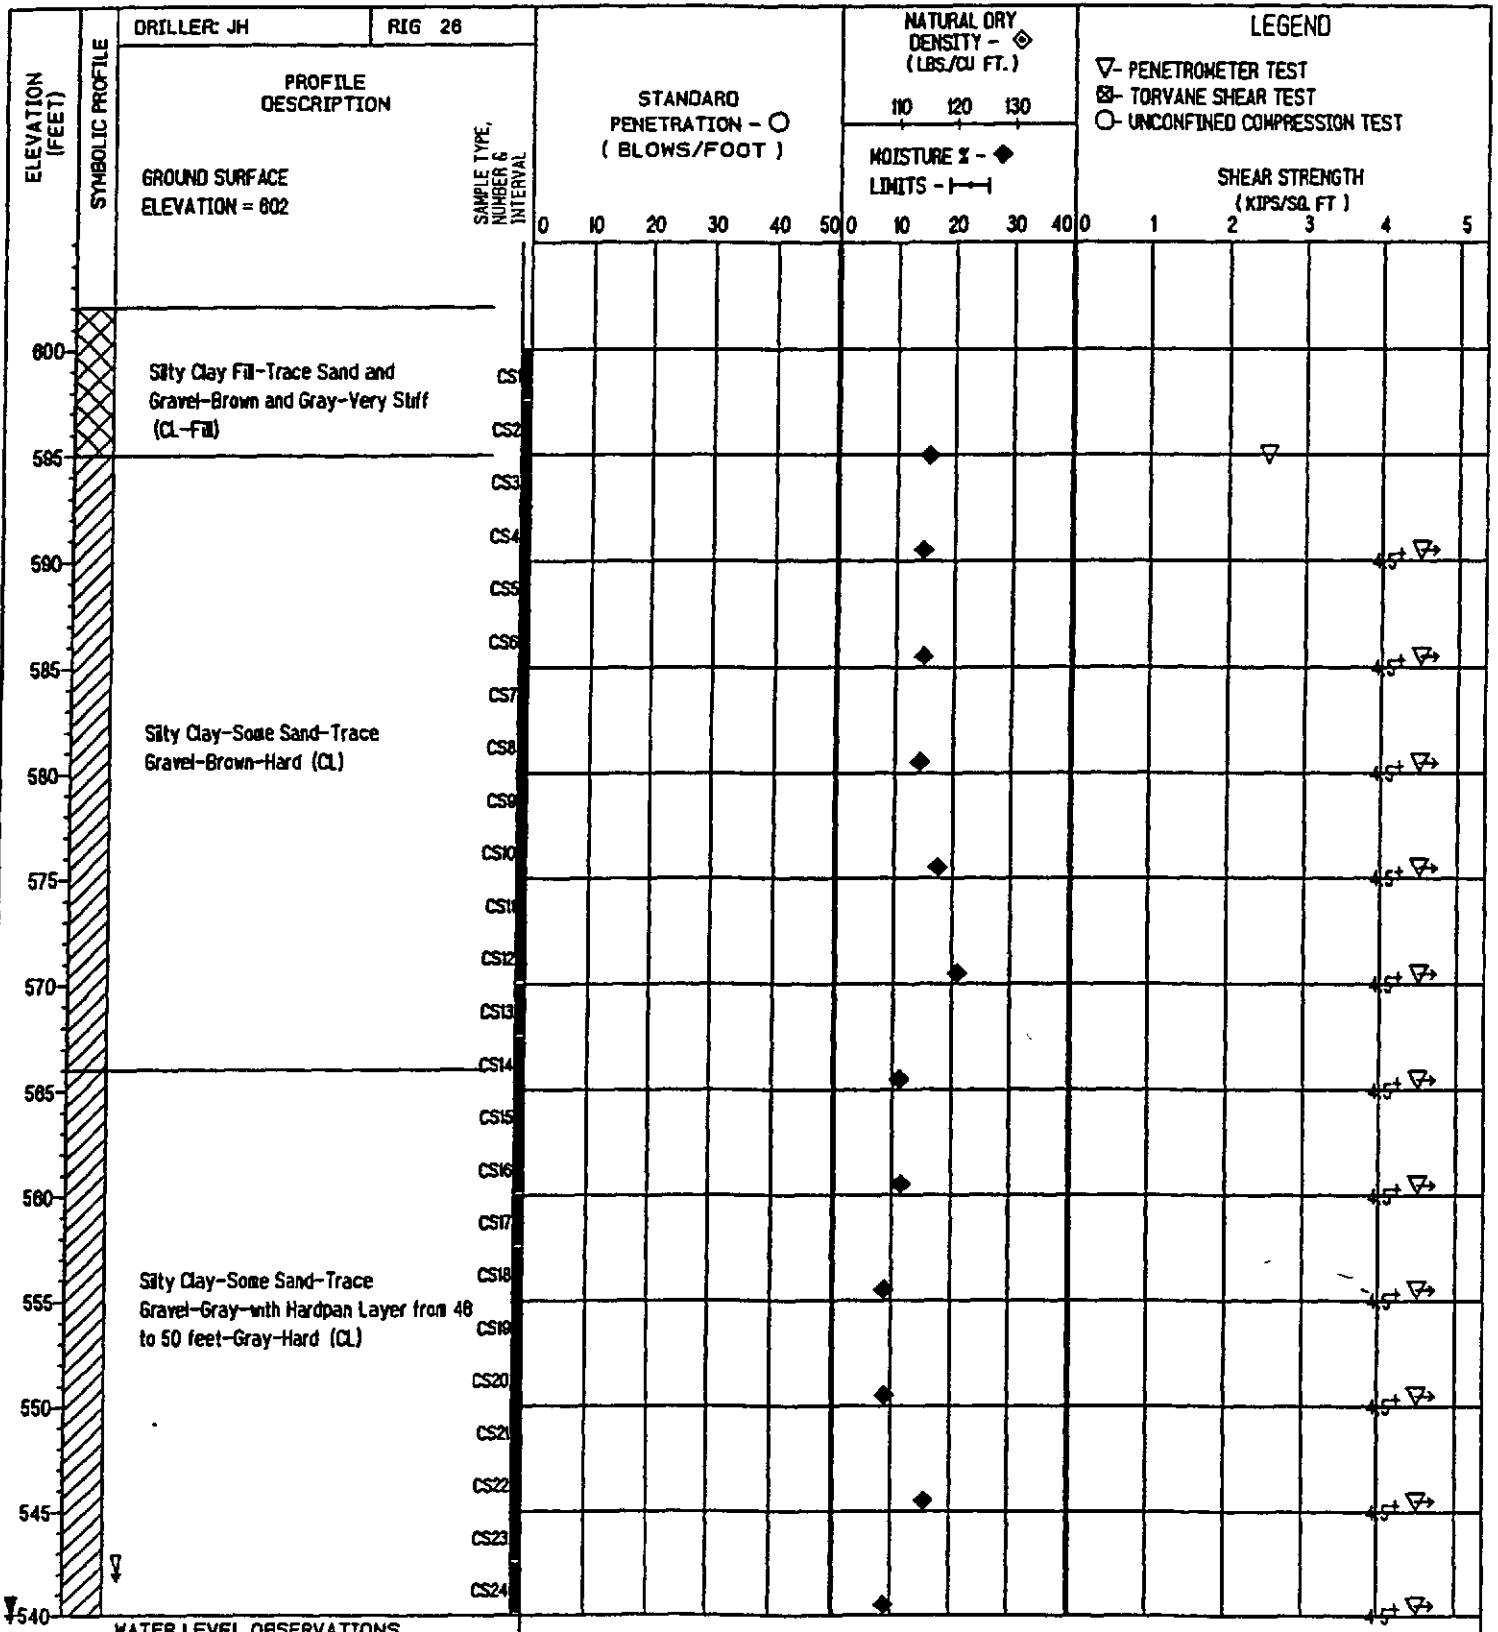 DRILLER: JH
RIG 26
ELEVATION
(FEET)
SYMBOLIC PROFILE
PROFILE
DESCRIPTION
GROUND SURFACE
ELEVATION = 602
SAMPLE TYPE,
NUMBER &
INTERVAL
STANDARD
PENETRATION - O
( BLOWS/FOOT )
0 10 20 30 40 50
NATURAL DRY
DENSITY -
(LBS./CU FT.)
110 120 130
MOISTURE % -
LIMITS -
0 10 20 30 40
LEGEND
- PENETROMETER TEST
- TORVANE SHEAR TEST
O- UNCONFINED COMPRESSION TEST
SHEAR STRENGTH
(KIPS/SQ. FT )
0 1 2 3 4 5
600
Silty Clay Fill-Trace Sand and
Gravel-Brown and Gray-Very Stiff
(CL-Fill)
CS1
CS2
595
CS3
CS4
590
4.5+
CS5
CS6
585
4.5+
CS7
Silty Clay-Some Sand-Trace
Gravel-Brown-Hard (CL)
CS8
580
4.5+
CS9
CS10
575
4.5+
CS11
CS12
570
4.5+
CS13
CS14
565
4.5+
CS15
CS16
560
4.5+
CS17
Silty Clay-Some Sand-Trace
Gravel-Gray-with Hardpan Layer from 48
to 50 feet-Gray-Hard (CL)
CS18
555
4.5+
CS19
CS20
550
4.5+
CS21
CS22
545
4.5+
CS23
CS24
540
4.5+
WATER LEVEL OBSERVATIONS